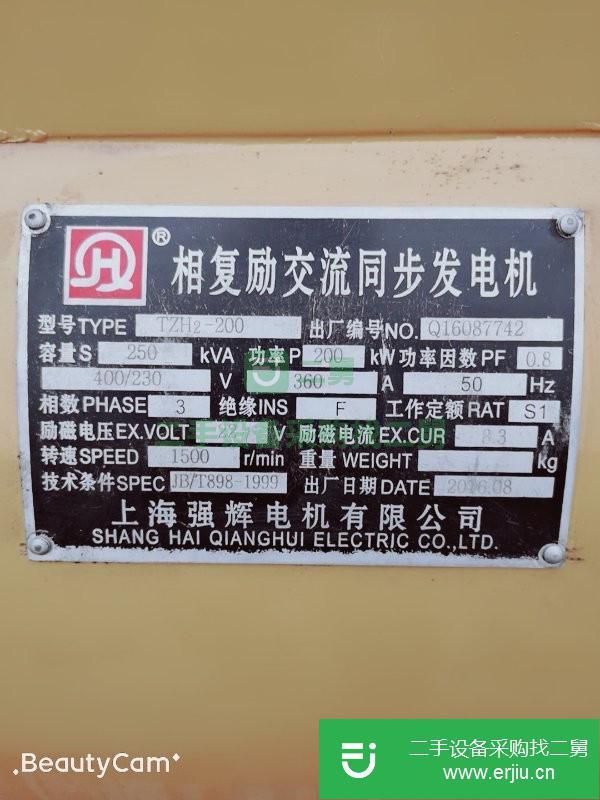 相复励交流同步发电机
型号TYPE TZH2-200 出厂编号NO. Q16087742
容量S 250 kVA 功率P 200 kW 功率因数PF 0.8
400/230 V 360 A 50 Hz
相数PHASE 3 绝缘INS F 工作定额RAT S1
励磁电压EX.VOLT V 励磁电流EX.CUR 8.3 A
转速SPEED 1500 r/min 重量WEIGHT kg
技术条件SPEC JB/T898-1999 出厂日期DATE 2016.08
上海强辉电机有限公司
SHANG HAI QIANGHUI ELECTRIC CO.,LTD.
BeautyCam
二手设备采购找二舅
www.erjiu.cn